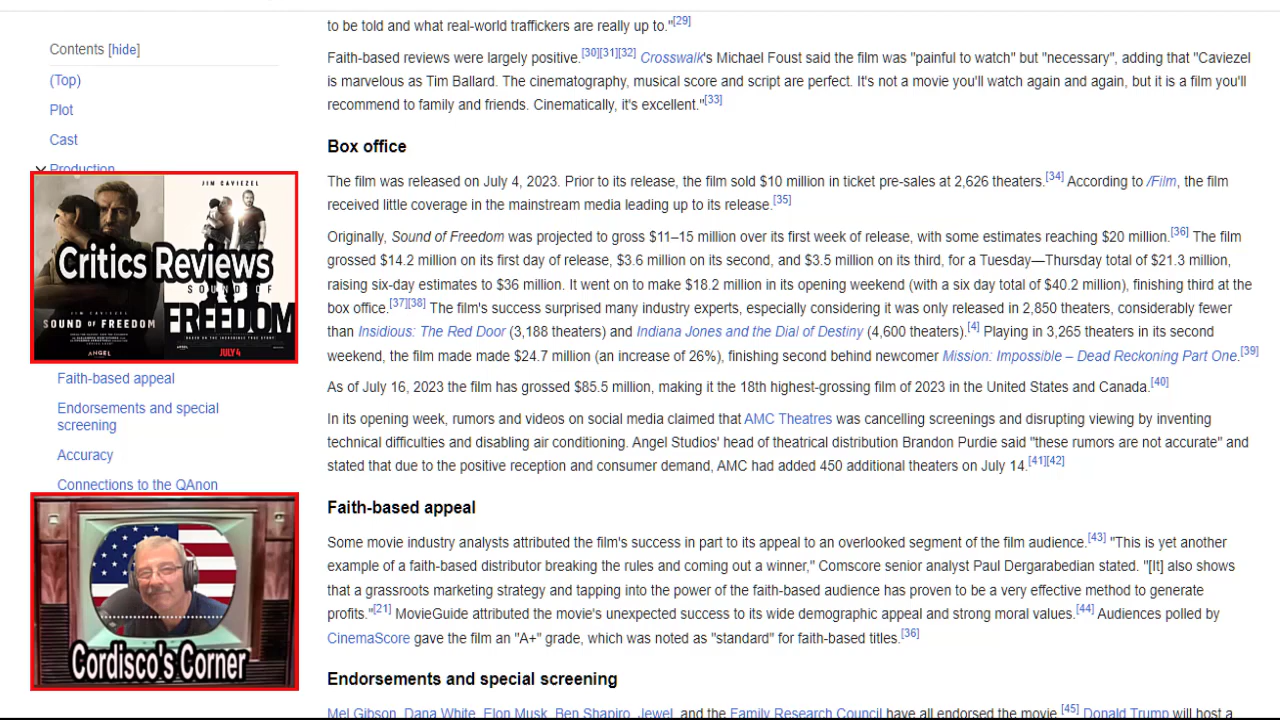 Contents [hide]
(Top)
Plot
Cast
Production
JIM CAVIEZEL
Critics Reviews
SOUND OF
SOUND OF FREEDOM
FREEDOM
ANGEL
JULY 4
Faith-based appeal
Endorsements and special
screening
Accuracy
Connections to the QAnon
Cordisco's Corner
to be told and what real-world traffickers are really up to."[29]
Faith-based reviews were largely positive.[30][31][32] Crosswalk's Michael Foust said the film was "painful to watch" but "necessary", adding that "Caviezel
is marvelous as Tim Ballard. The cinematography, musical score and script are perfect. It's not a movie you'll watch again and again, but it is a film you'll
recommend to family and friends. Cinematically, it's excellent."[33]
Box office
The film was released on July 4, 2023. Prior to its release, the film sold $10 million in ticket pre-sales at 2,626 theaters.[34] According to /Film, the film
received little coverage in the mainstream media leading up to its release.[35]
Originally, Sound of Freedom was projected to gross $11–15 million over its first week of release, with some estimates reaching $20 million.[36] The film
grossed $14.2 million on its first day of release, $3.6 million on its second, and $3.5 million on its third, for a Tuesday—Thursday total of $21.3 million,
raising six-day estimates to $36 million. It went on to make $18.2 million in its opening weekend (with a six day total of $40.2 million), finishing third at the
box office.[37][38] The film's success surprised many industry experts, especially considering it was only released in 2,850 theaters, considerably fewer
than Insidious: The Red Door (3,188 theaters) and Indiana Jones and the Dial of Destiny (4,600 theaters).[4] Playing in 3,265 theaters in its second
weekend, the film made made $24.7 million (an increase of 26%), finishing second behind newcomer Mission: Impossible – Dead Reckoning Part One.[39]
As of July 16, 2023 the film has grossed $85.5 million, making it the 18th highest-grossing film of 2023 in the United States and Canada.[40]
In its opening week, rumors and videos on social media claimed that AMC Theatres was cancelling screenings and disrupting viewing by inventing
technical difficulties and disabling air conditioning. Angel Studios' head of theatrical distribution Brandon Purdie said "these rumors are not accurate" and
stated that due to the positive reception and consumer demand, AMC had added 450 additional theaters on July 14.[41][42]
Faith-based appeal
Some movie industry analysts attributed the film's success in part to its appeal to an overlooked segment of the film audience.[43] "This is yet another
example of a faith-based distributor breaking the rules and coming out a winner," Comscore senior analyst Paul Dergarabedian stated. "[It] also shows
that a grassroots marketing strategy and tapping into the power of the faith-based audience has proven to be a very effective method to generate
profits."[21] MovieGuide attributed the movie's unexpected success to its wide demographic appeal and strong moral values.[44] Audiences polled by
CinemaScore gave the film an "A+" grade, which was noted as "standard" for faith-based titles.[36]
Endorsements and special screening
Mel Gibson, Dana White, Elon Musk, Ben Shapiro, Jewel, and the Family Research Council have all endorsed the movie.[45] Donald Trump will host a